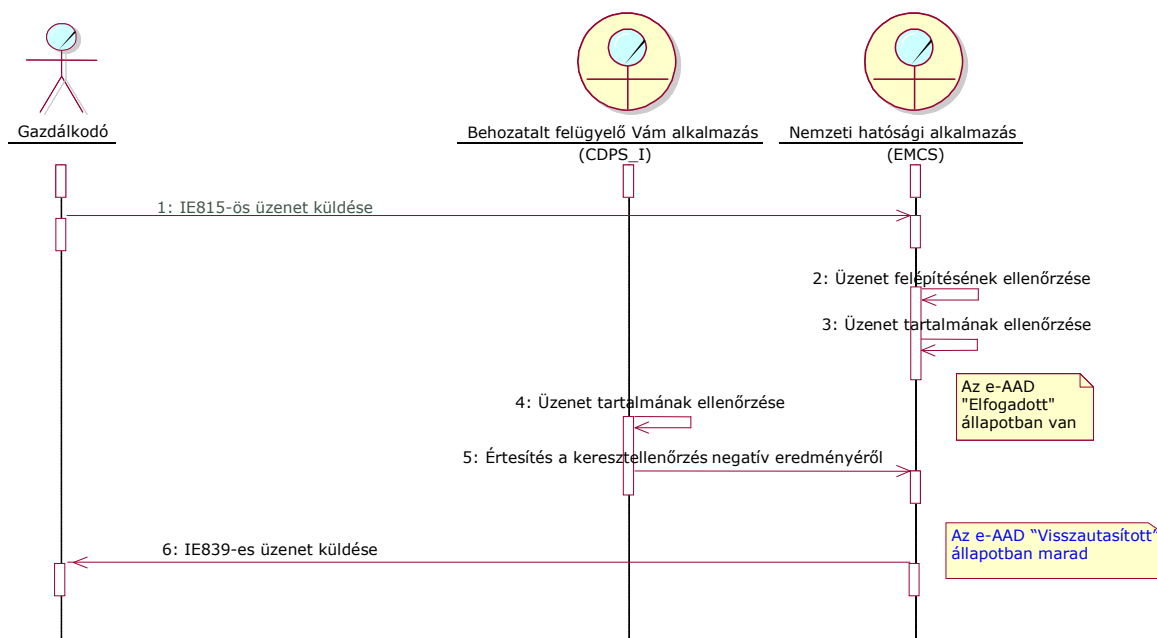 Gazdálkodó
Behozatalt felügyelő Vám alkalmazás
(CDPS_I)
Nemzeti hatósági alkalmazás
(EMCS)
1: IE815-ös üzenet küldése
2: Üzenet felépítésének ellenőrzése
3: Üzenet tartalmának ellenőrzése
Az e-AAD
"Elfogadott"
állapotban van
4: Üzenet tartalmának ellenőrzése
5: Értesítés a keresztellenőrzés negatív eredményéről
Az e-AAD “Visszautasított”
állapotban marad
6: IE839-es üzenet küldése